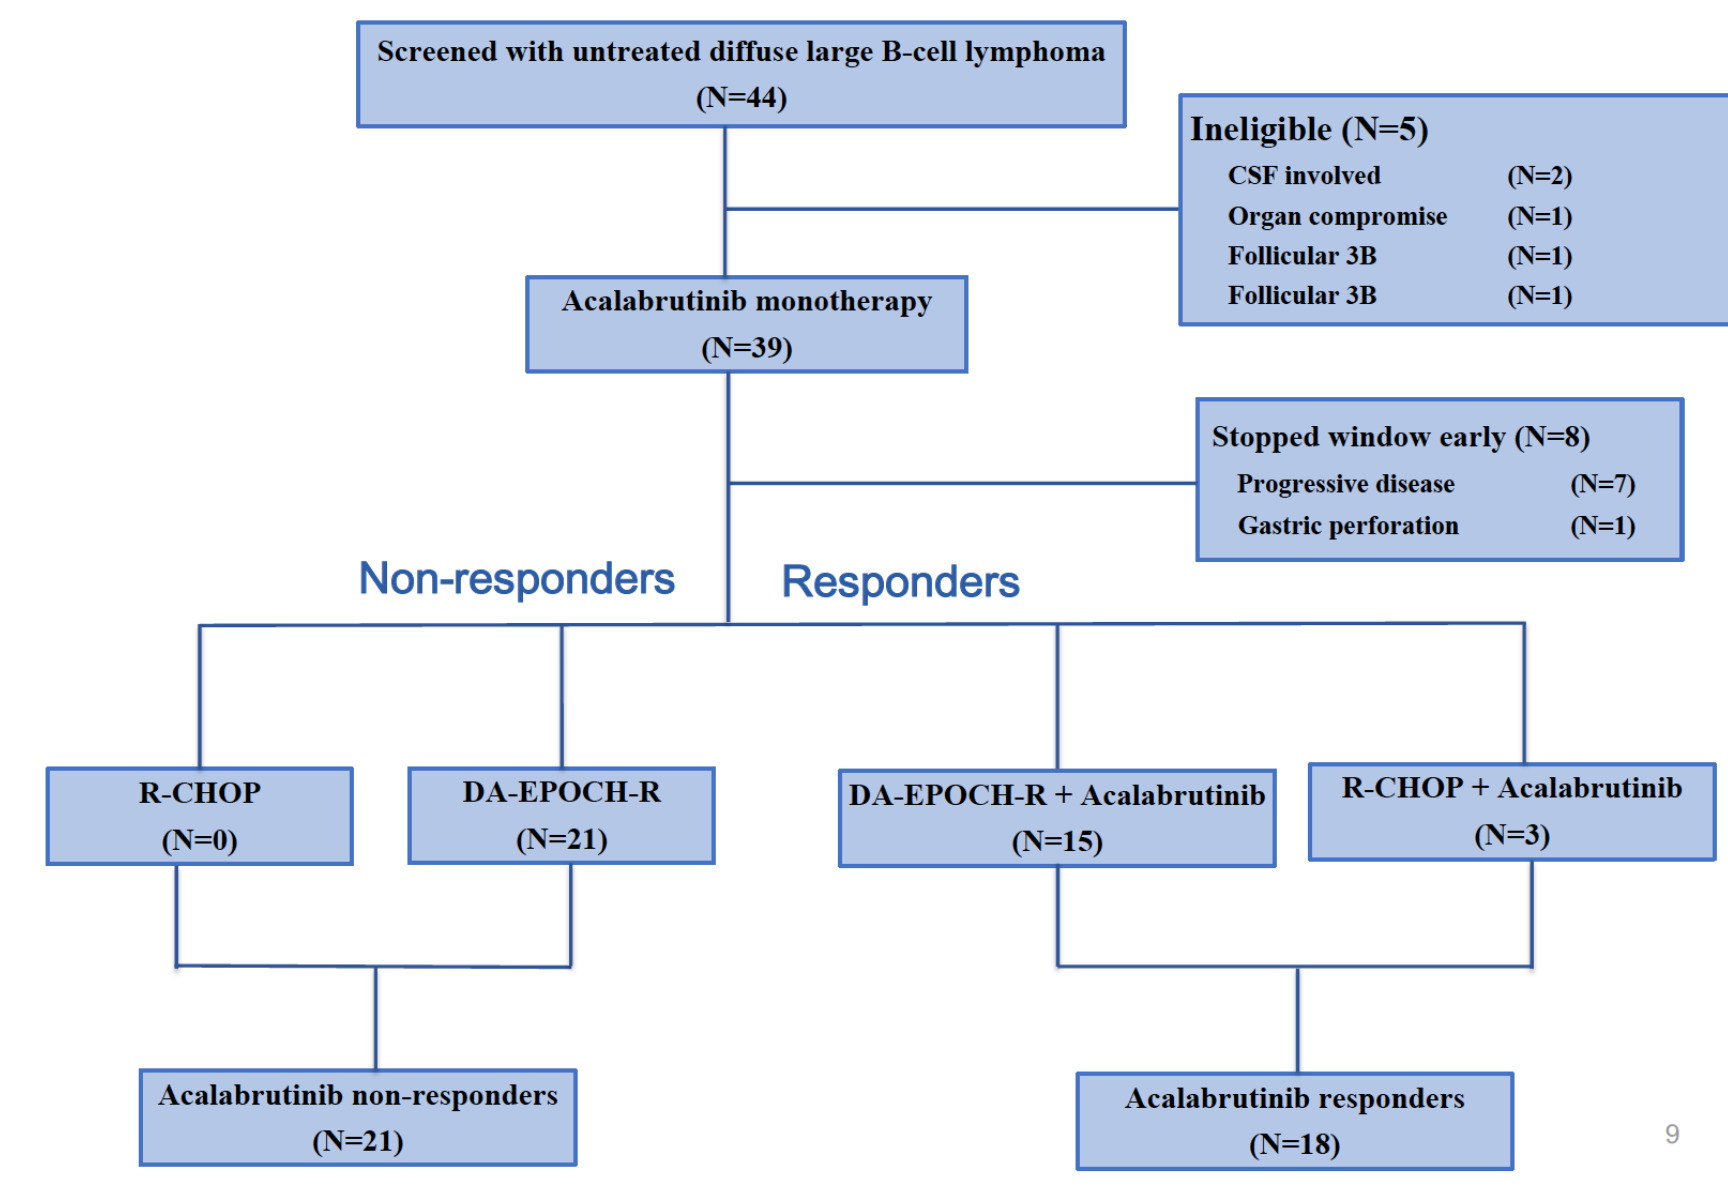 Screened with untreated diffuse large B-cell lymphoma
(N=44)
Ineligible (N=5)
CSF involved (N=2)
Organ compromise (N=1)
Follicular 3B (N=1)
Follicular 3B (N=1)
Acalabrutinib monotherapy
(N=39)
Stopped window early (N=8)
Progressive disease (N=7)
Gastric perforation (N=1)
Non-responders
Responders
R-CHOP
(N=0)
DA-EPOCH-R
(N=21)
DA-EPOCH-R + Acalabrutinib
(N=15)
R-CHOP + Acalabrutinib
(N=3)
Acalabrutinib non-responders
(N=21)
Acalabrutinib responders
(N=18)
9